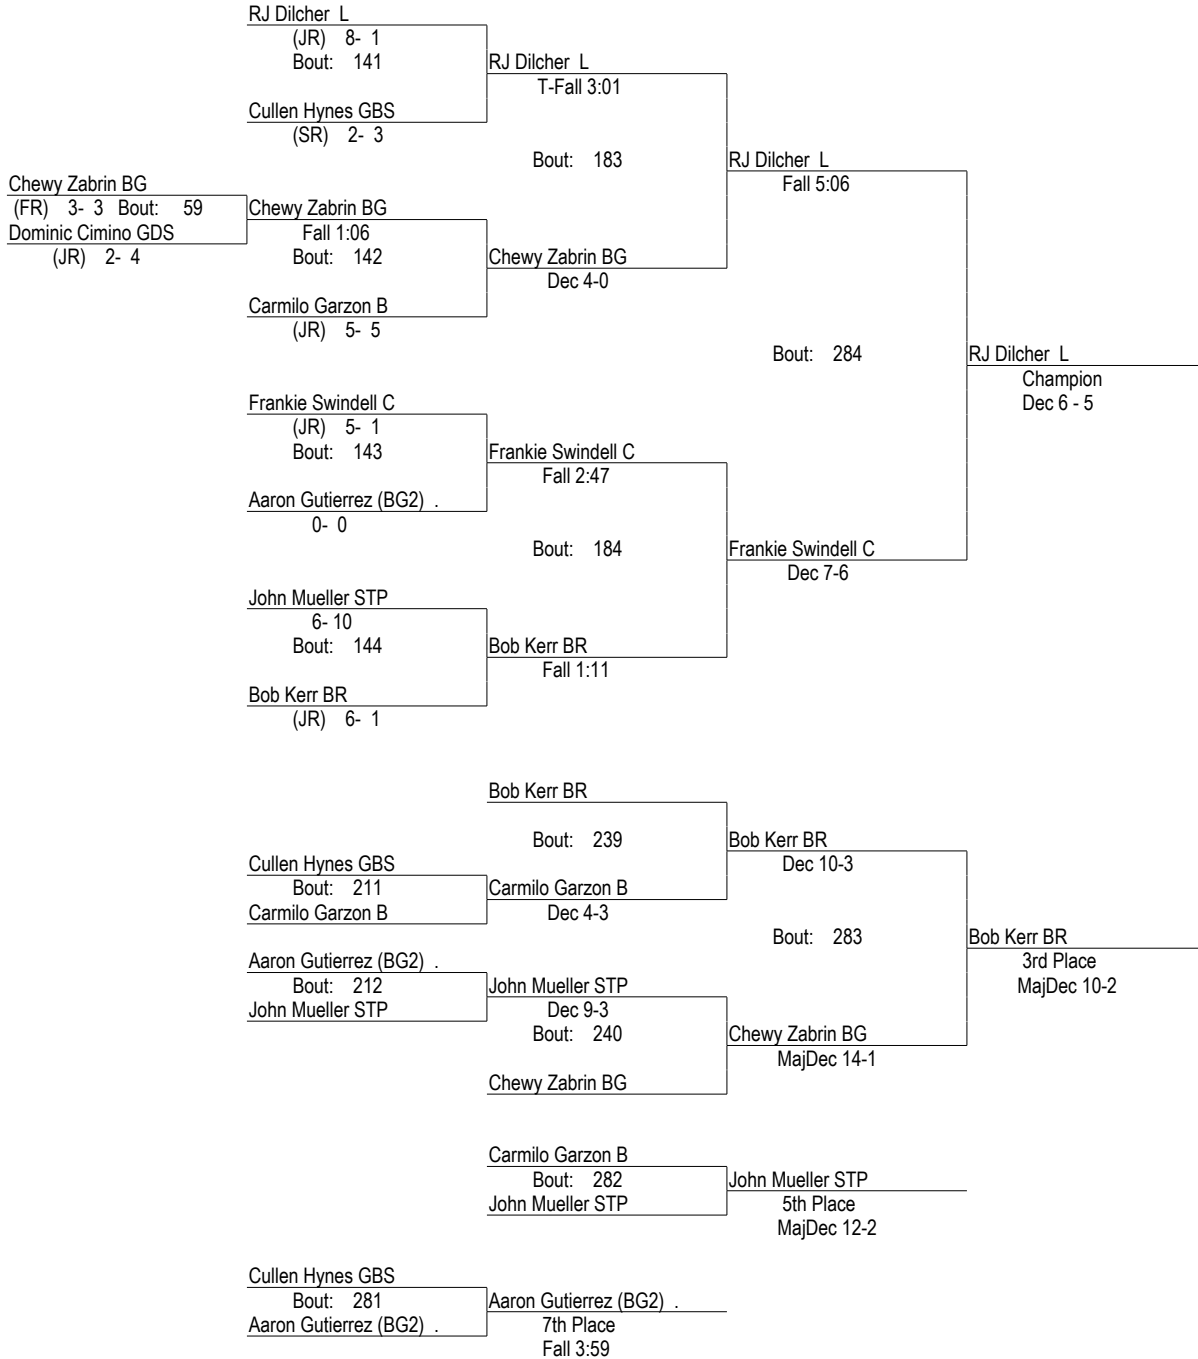 RJ Dilcher L
(JR) 8- 1
Bout: 141
RJ Dilcher L
T-Fall 3:01
Cullen Hynes GBS
(SR) 2- 3
Bout: 183
RJ Dilcher L
Fall 5:06
Chewy Zabrin BG
(FR) 3- 3 Bout: 59
Dominic Cimino GDS
(JR) 2- 4
Chewy Zabrin BG
Fall 1:06
Bout: 142
Chewy Zabrin BG
Dec 4-0
Carmilo Garzon B
(JR) 5- 5
Bout: 284
RJ Dilcher L
Champion
Dec 6 - 5
Frankie Swindell C
(JR) 5- 1
Bout: 143
Frankie Swindell C
Fall 2:47
Aaron Gutierrez (BG2) .
0- 0
Bout: 184
Frankie Swindell C
Dec 7-6
John Mueller STP
6- 10
Bout: 144
Bob Kerr BR
Fall 1:11
Bob Kerr BR
(JR) 6- 1
Bob Kerr BR
Bout: 239
Bob Kerr BR
Dec 10-3
Cullen Hynes GBS
Bout: 211
Carmilo Garzon B
Carmilo Garzon B
Dec 4-3
Bout: 283
Bob Kerr BR
3rd Place
MajDec 10-2
Aaron Gutierrez (BG2) .
Bout: 212
John Mueller STP
John Mueller STP
Dec 9-3
Bout: 240
Chewy Zabrin BG
MajDec 14-1
Chewy Zabrin BG
Carmilo Garzon B
Bout: 282
John Mueller STP
John Mueller STP
5th Place
MajDec 12-2
Cullen Hynes GBS
Bout: 281
Aaron Gutierrez (BG2) .
Aaron Gutierrez (BG2) .
7th Place
Fall 3:59